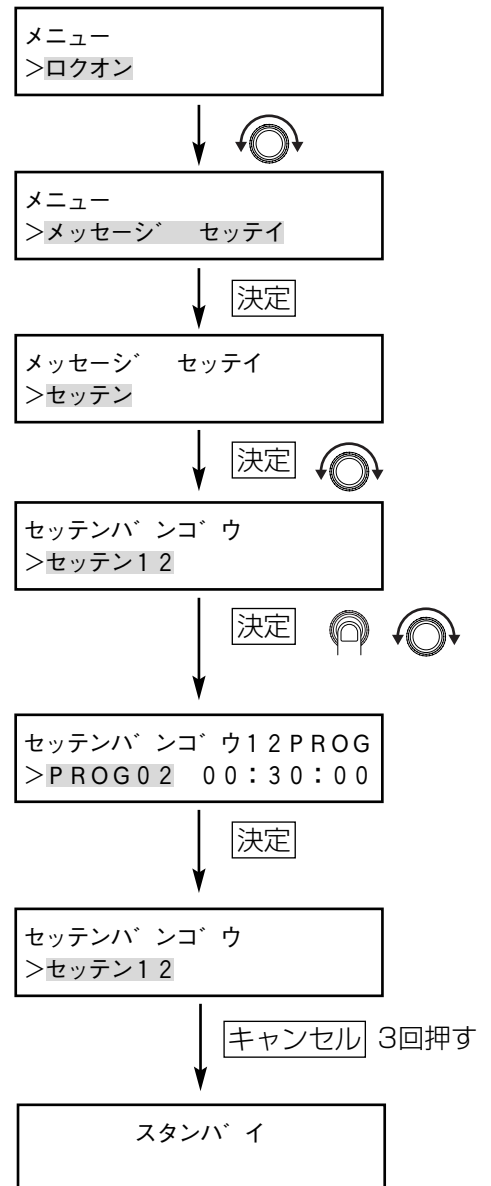 メニュー
>ロクオン
メニュー
>メッセージ　セッテイ
決定
メッセージ　セッテイ
>セッテン
決定
セッテンバンゴウ
>セッテン１２
決定
セッテンバンゴウ１２ＰＲＯＧ
>ＰＲＯＧ０２　００：３０：００
決定
セッテンバンゴウ
>セッテン１２
キャンセル 3回押す
スタンバイ